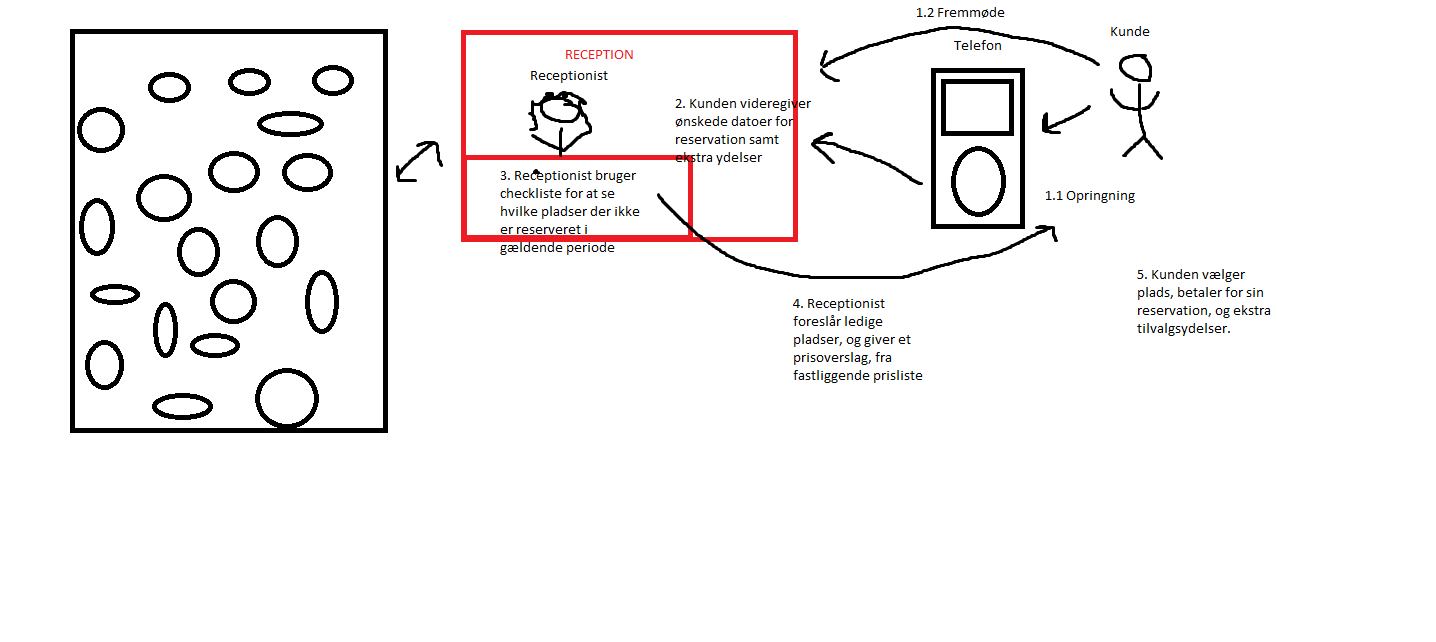 1.2 Fremmøde
Kunde
Telefon
RECEPTION
Receptionist
2. Kunden videregiver
ønskede datoer for
reservation samt
ekstra ydelser
3. Receptionist bruger
checkliste for at se
hvilke pladser der ikke
er reserveret i
gældende periode
1.1 Opringning
4. Receptionist
foreslår ledige
pladser, og giver et
prisoverslag, fra
fastliggende prisliste
5. Kunden vælger
plads, betaler for sin
reservation, og ekstra
tilvalgsydelser.